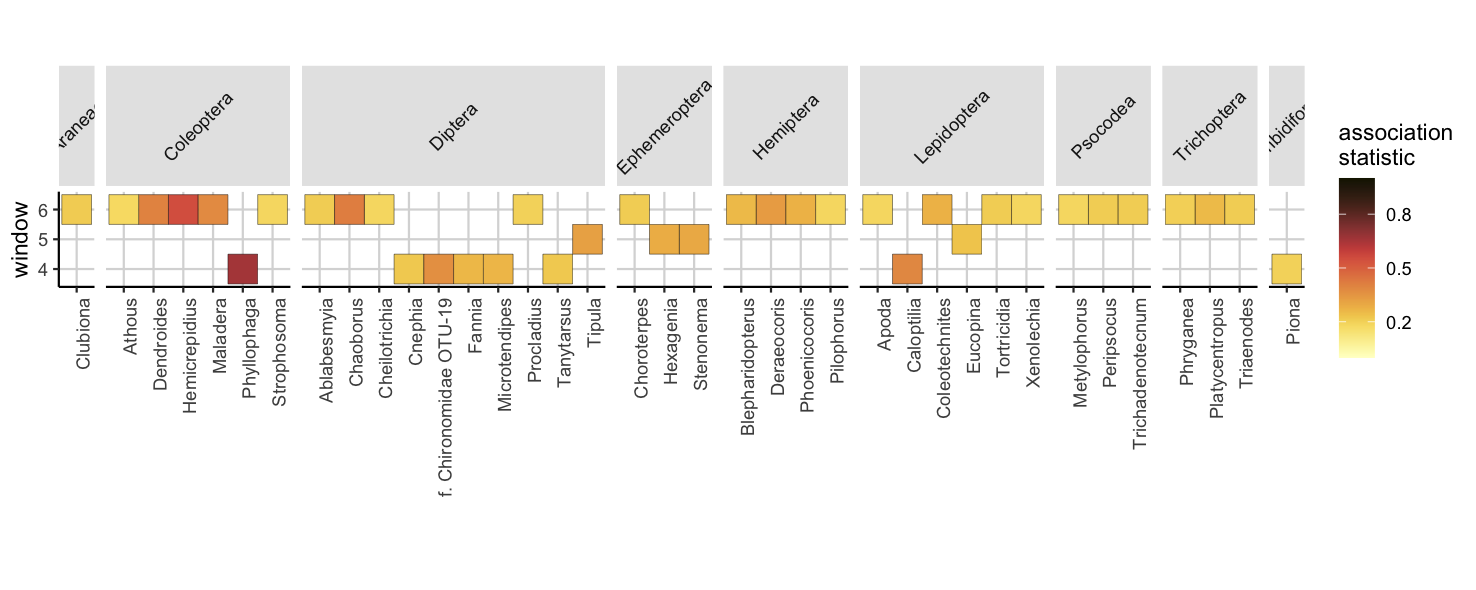 Coleoptera
Diptera
Ephemeroptera
Hemiptera
Lepidoptera
Psocodea
Trichoptera
association
statistic
0.8
0.5
0.2
window
6
5
4
Clubiona
Athous
Dendroides
Hemicrepidius
Maladera
Phyllophaga
Strophosoma
Ablabesmyia
Chaoborus
Cheilotrichia
Cnephia
f. Chironomidae OTU-19
Fannia
Microtendipes
Procladius
Tanytarsus
Tipula
Choroterpes
Hexagenia
Stenonema
Blepharidopterus
Deraeocoris
Phoenicocoris
Pilophorus
Apoda
Caloptilia
Coleotechnites
Eucopina
Tortricidia
Xenolechia
Metylophorus
Peripsocus
Trichadenotecnum
Phryganea
Platycentropus
Triaenodes
Piona